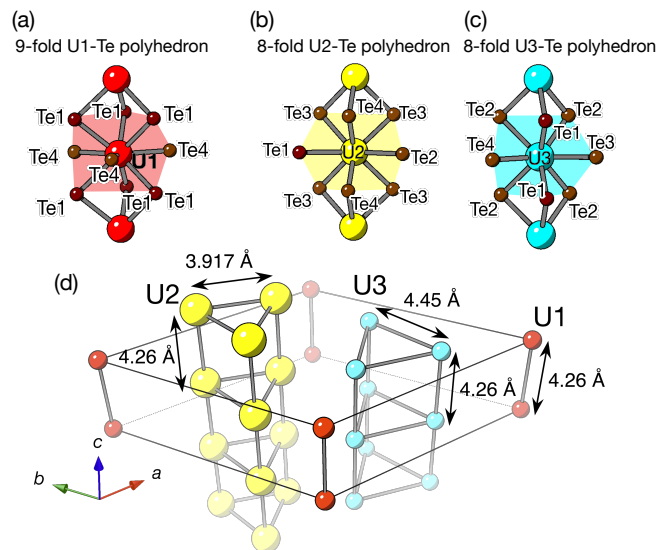 (a)
9-fold U1-Te polyhedron
Te1
Te1
Te1
Te4
U1
Te4
Te4
Te1
Te1
Te1
(b)
8-fold U2-Te polyhedron
Te3
Te4
Te3
Te1
U2
Te2
Te3
Te4
Te3
(c)
8-fold U3-Te polyhedron
Te2
Te2
Te1
Te4
U3
Te3
Te1
Te2
Te2
(d)
3.917 Å
U2
U3
4.45 Å
U1
4.26 Å
4.26 Å
4.26 Å
c
b
a